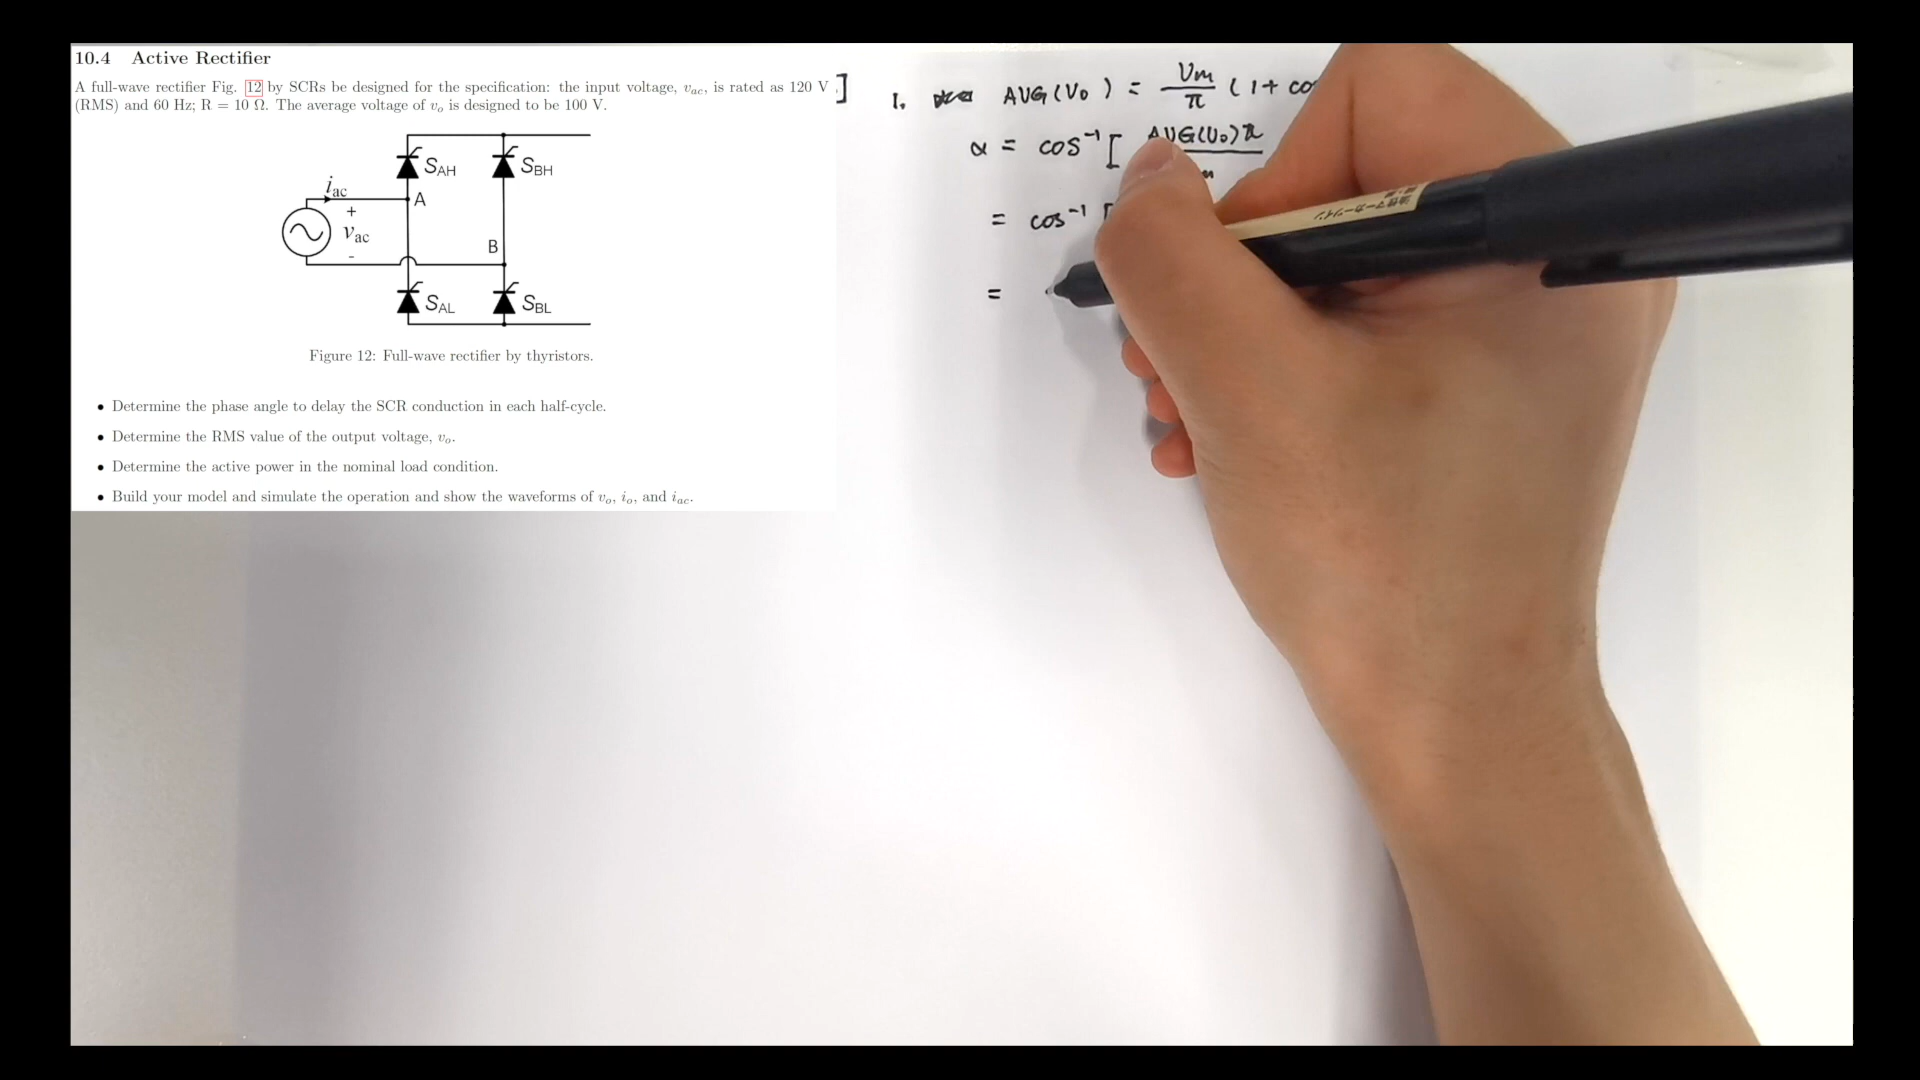 10.4 Active Rectifier
A full-wave rectifier Fig. 12 by SCRs be designed for the specification: the input voltage, vac, is rated as 120 V
(RMS) and 60 Hz; R = 10 Ω. The average voltage of vo is designed to be 100 V.
SAH
SBH
iac
A
+
vac
B
-
SAL
SBL
Figure 12: Full-wave rectifier by thyristors.
• Determine the phase angle to delay the SCR conduction in each half-cycle.
• Determine the RMS value of the output voltage, vo.
• Determine the active power in the nominal load condition.
• Build your model and simulate the operation and show the waveforms of vo, io, and iac.
]
1. AVG(Vo) = Vm/π (1+ co
α = cos⁻¹ [ AVG(Vo)π
= cos⁻¹ [
=